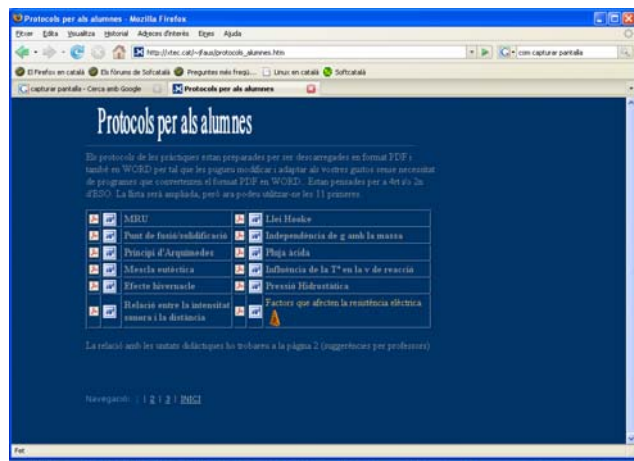 Protocols per als alumnes - Mozilla Firefox
Fitxer Edita Visualitza Historial Adreces d'interès Eines Ajuda
http://xtec.cat/~jfaus/protocols_alumnes.htm
com capturar pantalla
El Firefox en català Els fòrums de Softcatalà Preguntes més freqü... Linux en català Softcatalà
capturar pantalla - Cerca amb Google Protocols per als alumnes
Protocols per als alumnes
Els protocols de les pràctiques estan preparades per ser descarregades en format PDF i
també en WORD per tal que les pugueu modificar i adaptar als vostres gustos sense necessitat
de programes que converteixen el format PDF en WORD. Estan pensades per a 4rt i/o 2n
d'ESO. La llista serà ampliada, però ara podeu utilitzar-ne les 11 primeres.
MRU Llei Hooke
Punt de fusió/solidificació Independència de g amb la massa
Principi d'Arquímedes Pluja àcida
Mescla eutèctica Influència de la Tª en la v de reacció
Efecte hivernacle Pressió Hidrostàtica
Relació entre la intensitat
sonora i la distància
Factors que afecten la resistència elèctrica
La relació amb les unitats didàctiques ho trobareu a la pàgina 2 (suggerències per professors)
Navegació: | 2 | 3 | INICI
Fet